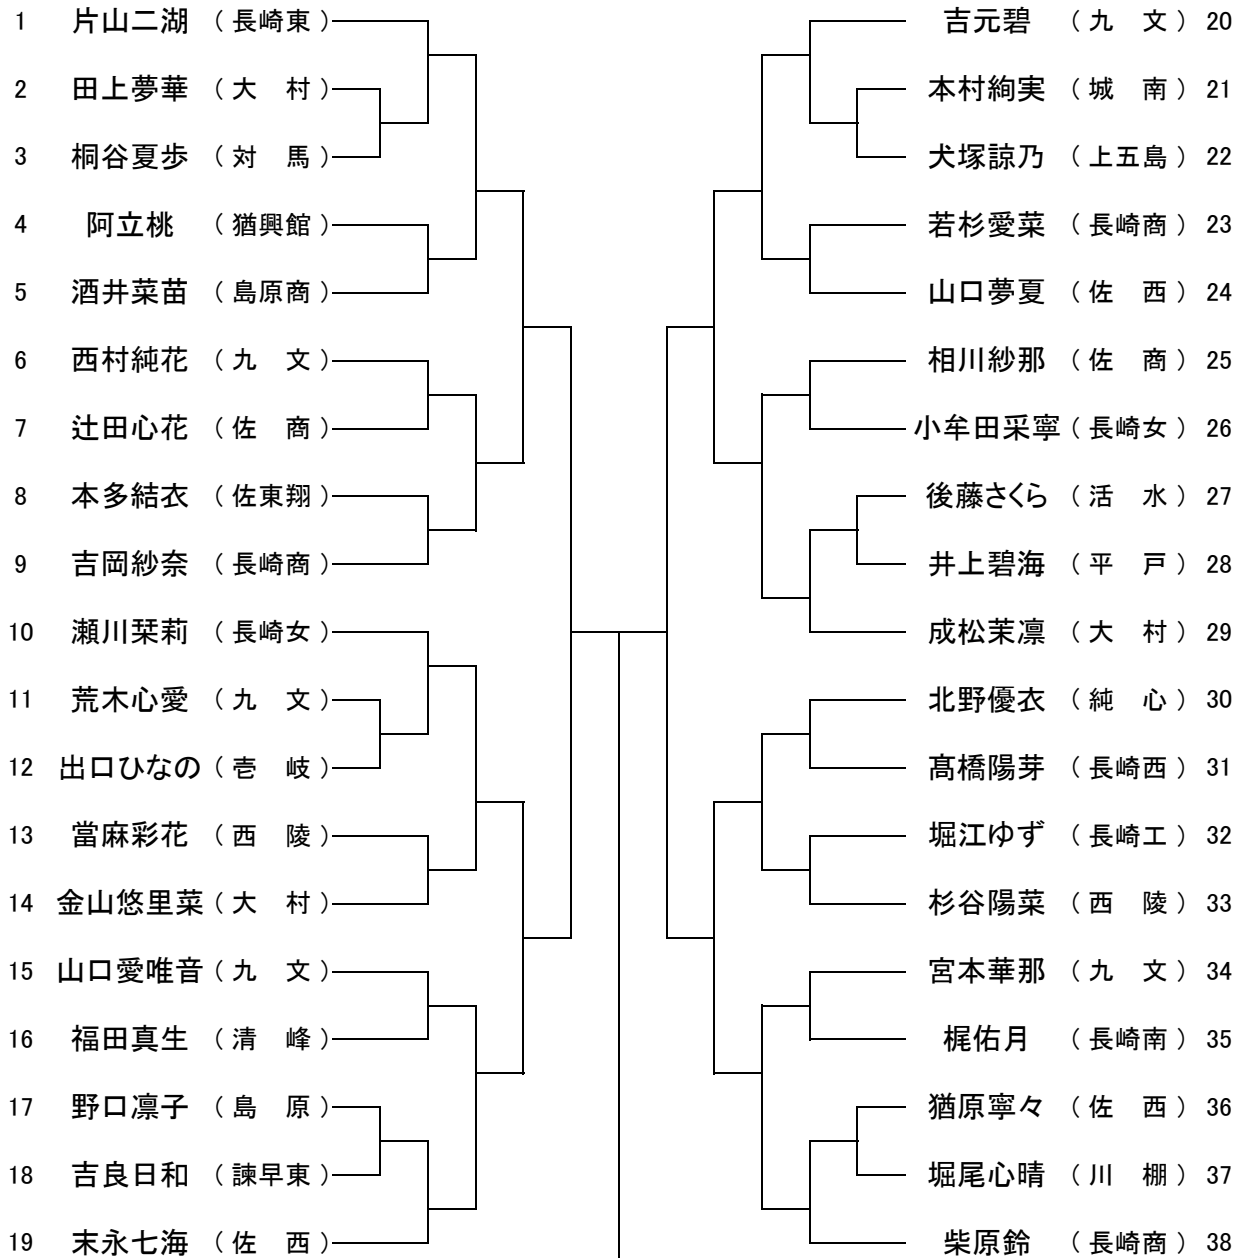 1 片山二湖 （ 長崎東 ）
2 田上夢華 （ 大　村 ）
3 桐谷夏歩 （ 対　馬 ）
4 阿立桃 （ 猶興館 ）
5 酒井菜苗 （ 島原商 ）
6 西村純花 （ 九　文 ）
7 辻田心花 （ 佐　商 ）
8 本多結衣 （ 佐東翔 ）
9 吉岡紗奈 （ 長崎商 ）
10 瀬川栞莉 （ 長崎女 ）
11 荒木心愛 （ 九　文 ）
12 出口ひなの （ 壱　岐 ）
13 當麻彩花 （ 西　陵 ）
14 金山悠里菜 （ 大　村 ）
15 山口愛唯音 （ 九　文 ）
16 福田真生 （ 清　峰 ）
17 野口凛子 （ 島　原 ）
18 吉良日和 （ 諫早東 ）
19 末永七海 （ 佐　西 ）
吉元碧 （ 九　文 ） 20
本村絢実 （ 城　南 ） 21
犬塚諒乃 （ 上五島 ） 22
若杉愛菜 （ 長崎商 ） 23
山口夢夏 （ 佐　西 ） 24
相川紗那 （ 佐　商 ） 25
小牟田采寧 （ 長崎女 ） 26
後藤さくら （ 活　水 ） 27
井上碧海 （ 平　戸 ） 28
成松茉凛 （ 大　村 ） 29
北野優衣 （ 純　心 ） 30
髙橋陽芽 （ 長崎西 ） 31
堀江ゆず （ 長崎工 ） 32
杉谷陽菜 （ 西　陵 ） 33
宮本華那 （ 九　文 ） 34
梶佑月 （ 長崎南 ） 35
猶原寧々 （ 佐　西 ） 36
堀尾心晴 （ 川　棚 ） 37
柴原鈴 （ 長崎商 ） 38